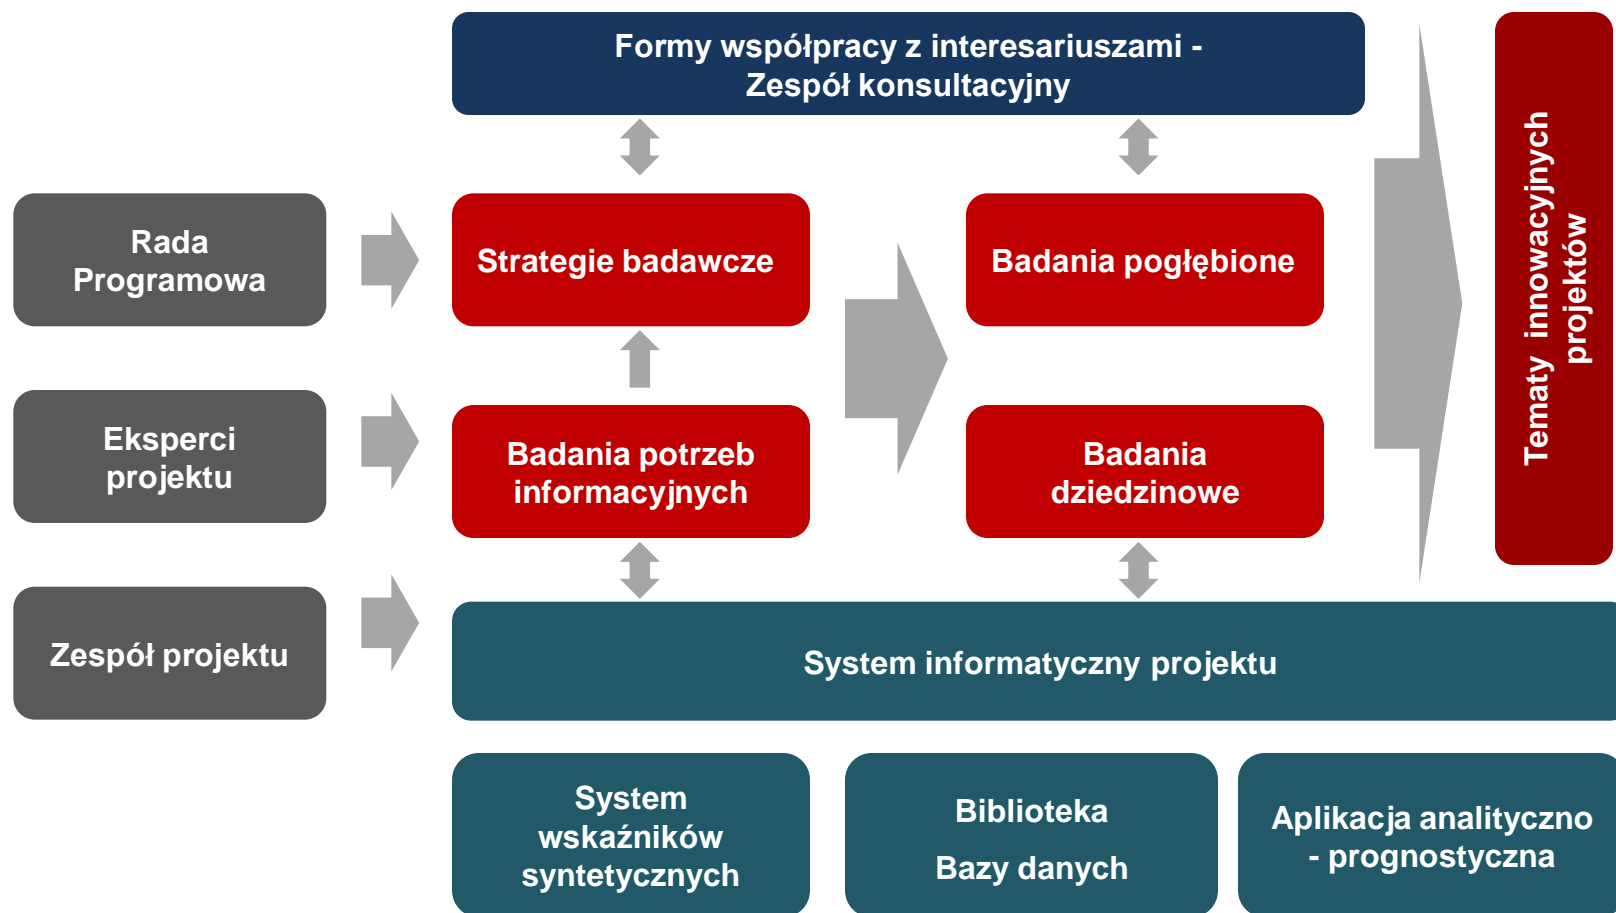 Formy współpracy z interesariuszami -
Zespół konsultacyjny
Tematy innowacyjnych
projektów
Rada
Programowa
Strategie badawcze
Badania pogłębione
Eksperci
projektu
Badania potrzeb
informacyjnych
Badania
dziedzinowe
Zespół projektu
System informatyczny projektu
System
wskaźników
syntetycznych
Biblioteka
Bazy danych
Aplikacja analityczno
- prognostyczna